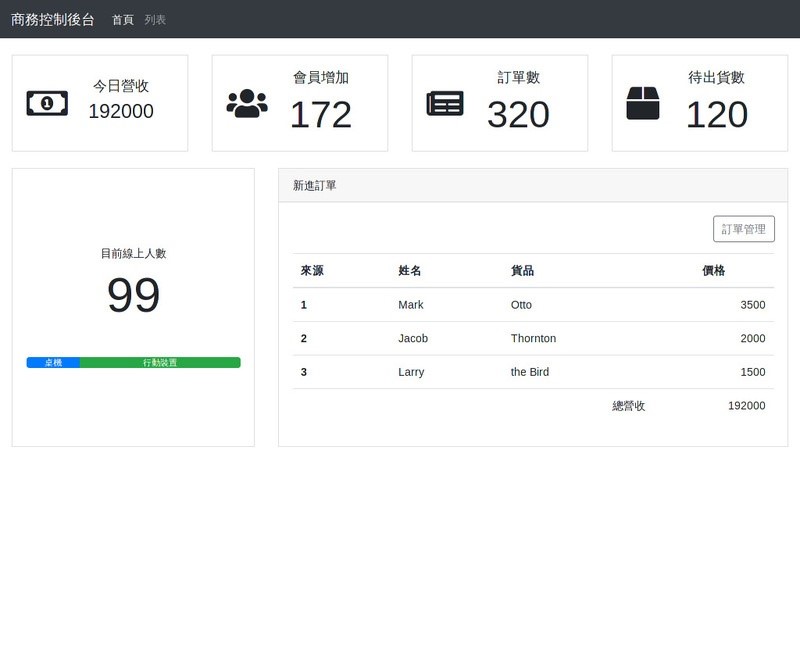 商務控制後台 首頁 列表
今日營收
192000
會員增加
172
訂單數
320
待出貨數
120
目前線上人數
99
桌機 行動裝置
新進訂單
訂單管理
來源 姓名 貨品 價格
1 Mark Otto 3500
2 Jacob Thornton 2000
3 Larry the Bird 1500
總營收 192000